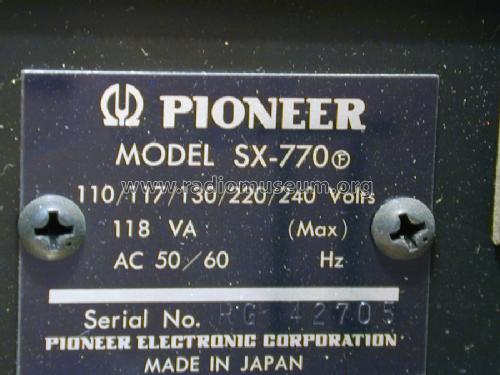 PIONEER
MODEL SX-770 Ⓕ
www.radiomuseum.org
110/117/130/220/240 Volts
118 VA (Max)
AC 50/60 Hz
Serial No. RG 42705
PIONEER ELECTRONIC CORPORATION
MADE IN JAPAN